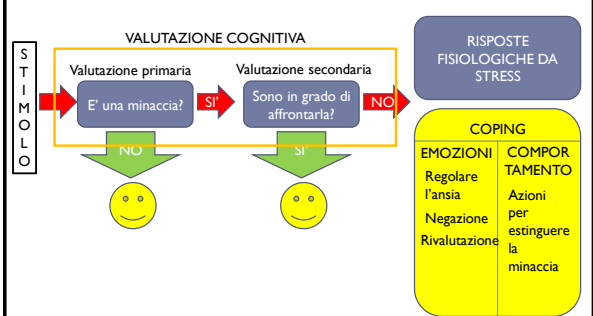 STIMOLO
VALUTAZIONE COGNITIVA
Valutazione primaria
E' una minaccia?
SI'
NO
Valutazione secondaria
Sono in grado di
affrontarla?
NO
SI'
RISPOSTE
FISIOLOGICHE DA
STRESS
COPING
EMOZIONI
Regolare
l'ansia
Negazione
Rivalutazione
COMPOR
TAMENTO
Azioni
per
estinguere
la
minaccia